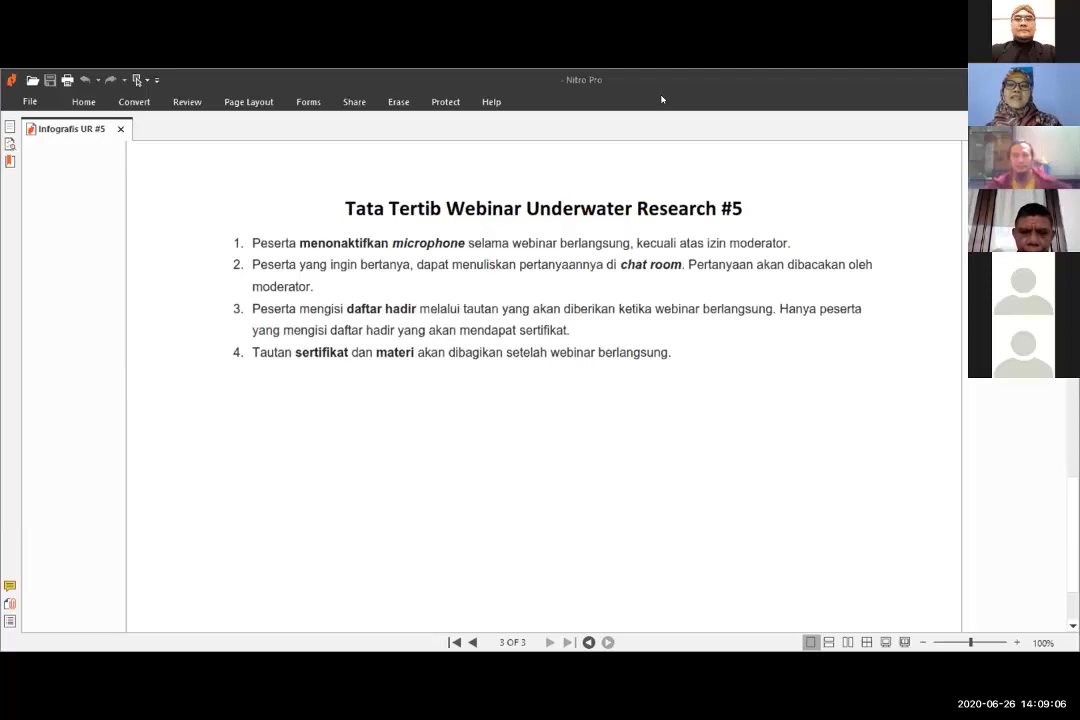 - Nitro Pro
File Home Convert Review Page Layout Forms Share Erase Protect Help
Infografis UR #5
Tata Tertib Webinar Underwater Research #5
1. Peserta menonaktifkan microphone selama webinar berlangsung, kecuali atas izin moderator.
2. Peserta yang ingin bertanya, dapat menuliskan pertanyaannya di chat room. Pertanyaan akan dibacakan oleh
moderator.
3. Peserta mengisi daftar hadir melalui tautan yang akan diberikan ketika webinar berlangsung. Hanya peserta
yang mengisi daftar hadir yang akan mendapat sertifikat.
4. Tautan sertifikat dan materi akan dibagikan setelah webinar berlangsung.
3 OF 3
100%
2020-06-26 14:09:06